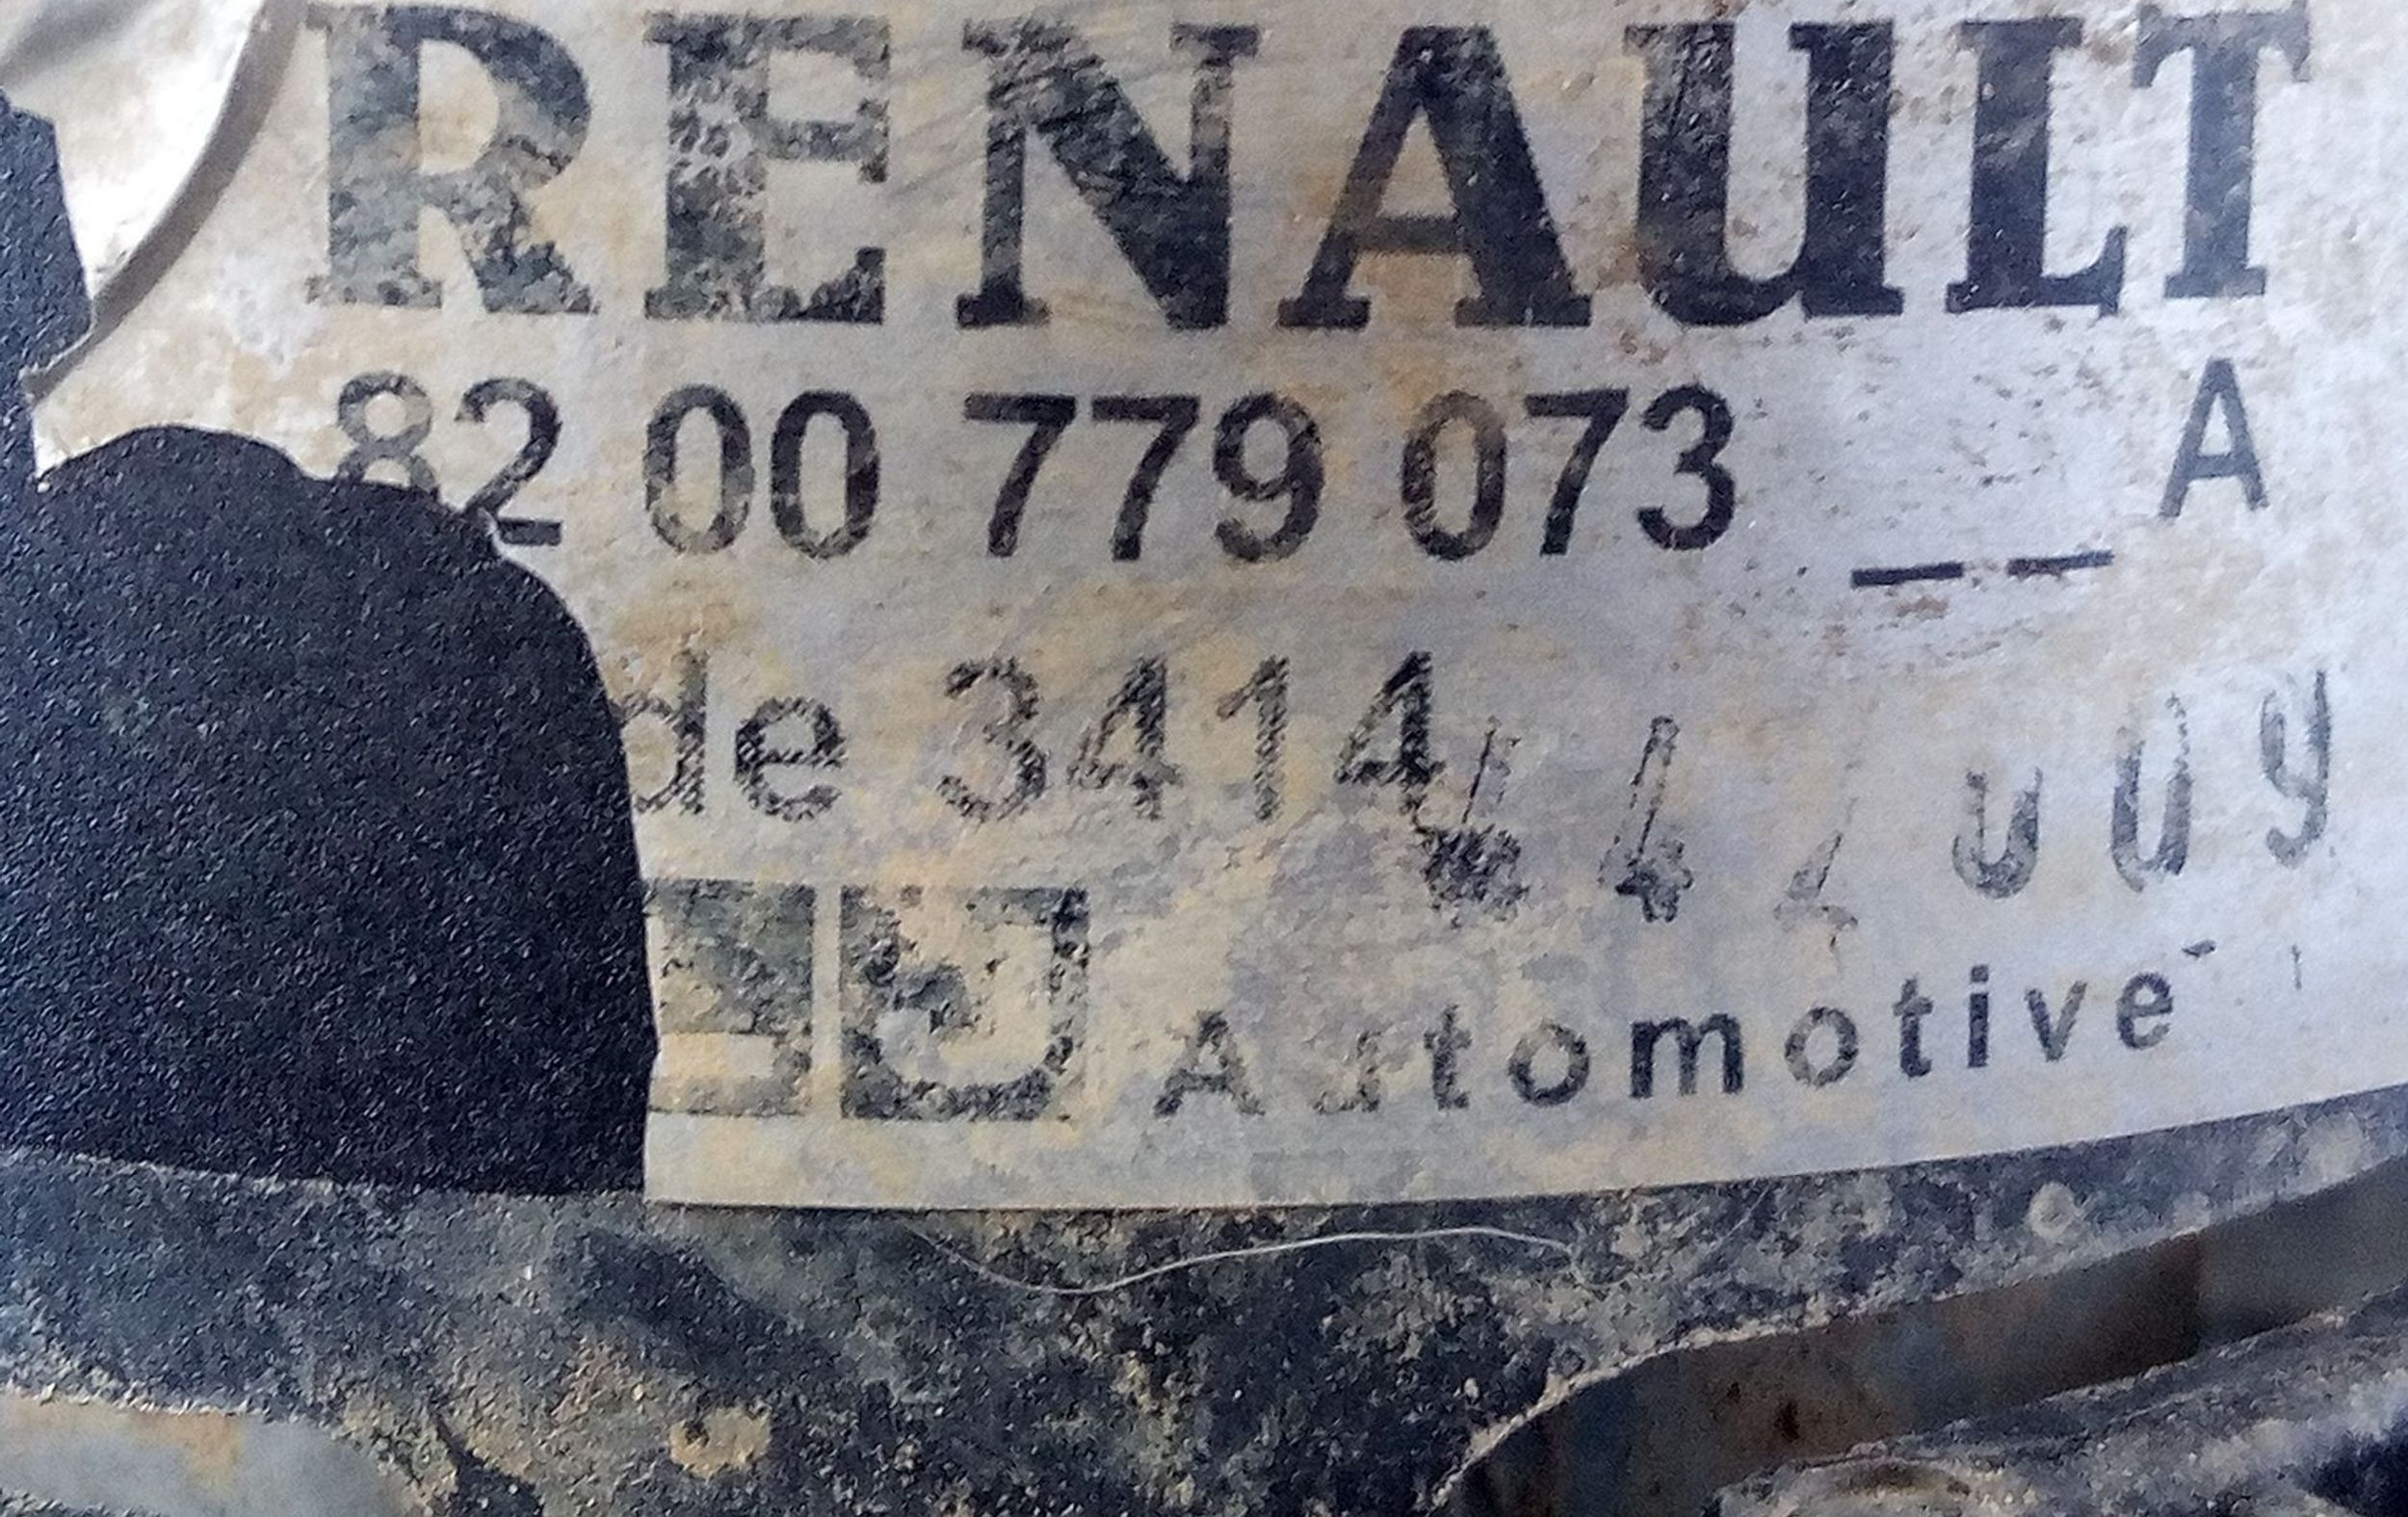 RENAULT
82 00 779 073 _ _ A
de 3414
Automotive